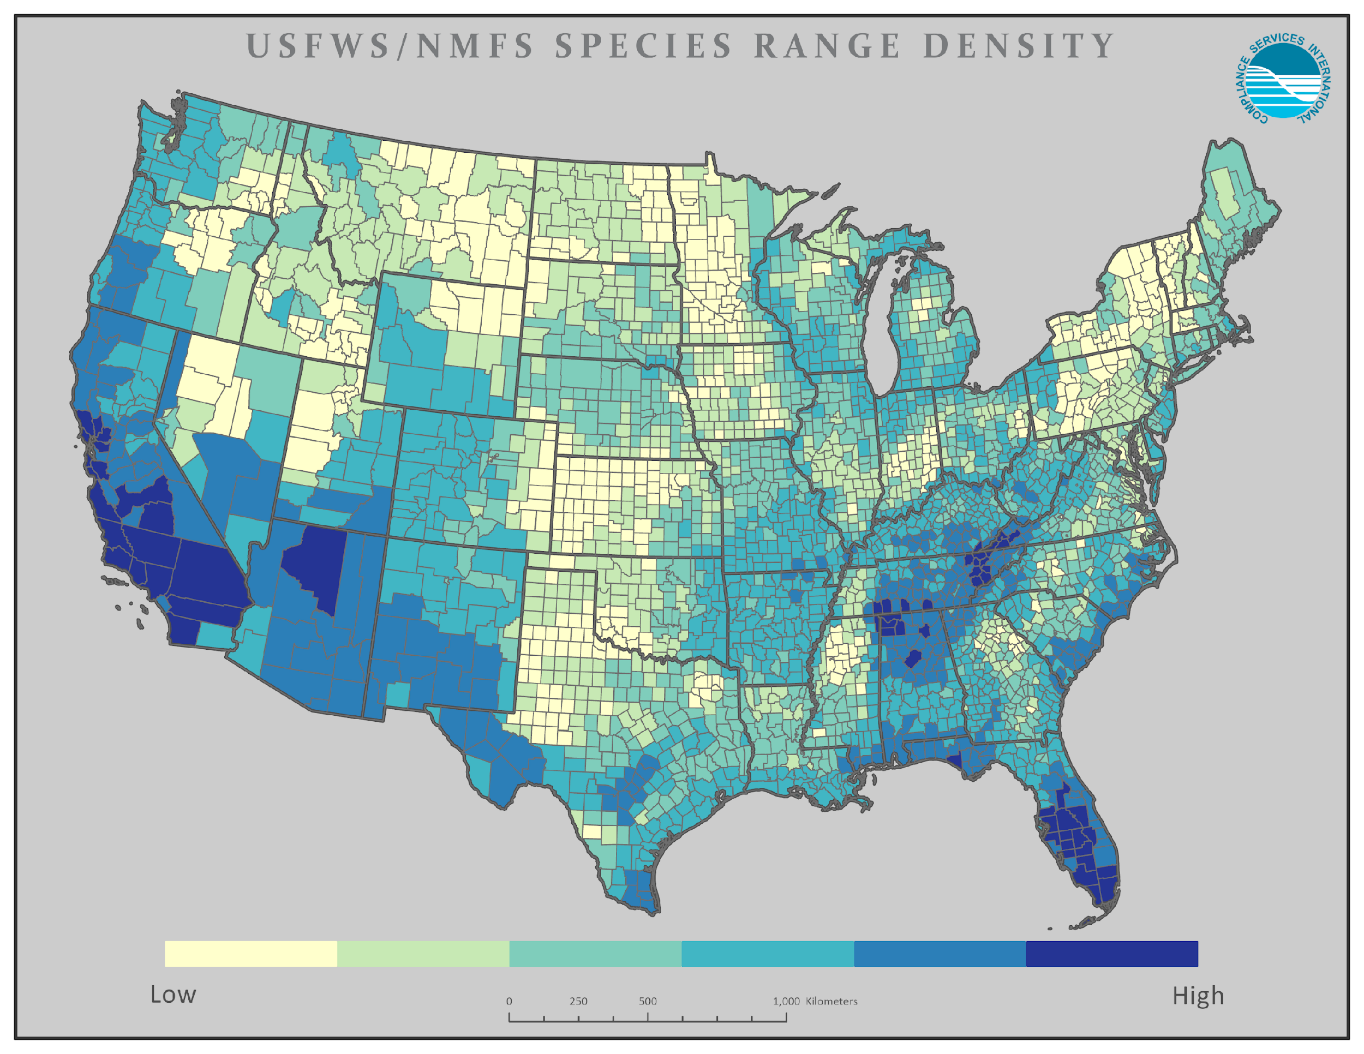 USFWS/NMFS SPECIES RANGE DENSITY
COMPLIANCE SERVICES INTERNATIONAL
Low
High
0 250 500 1,000 Kilometers